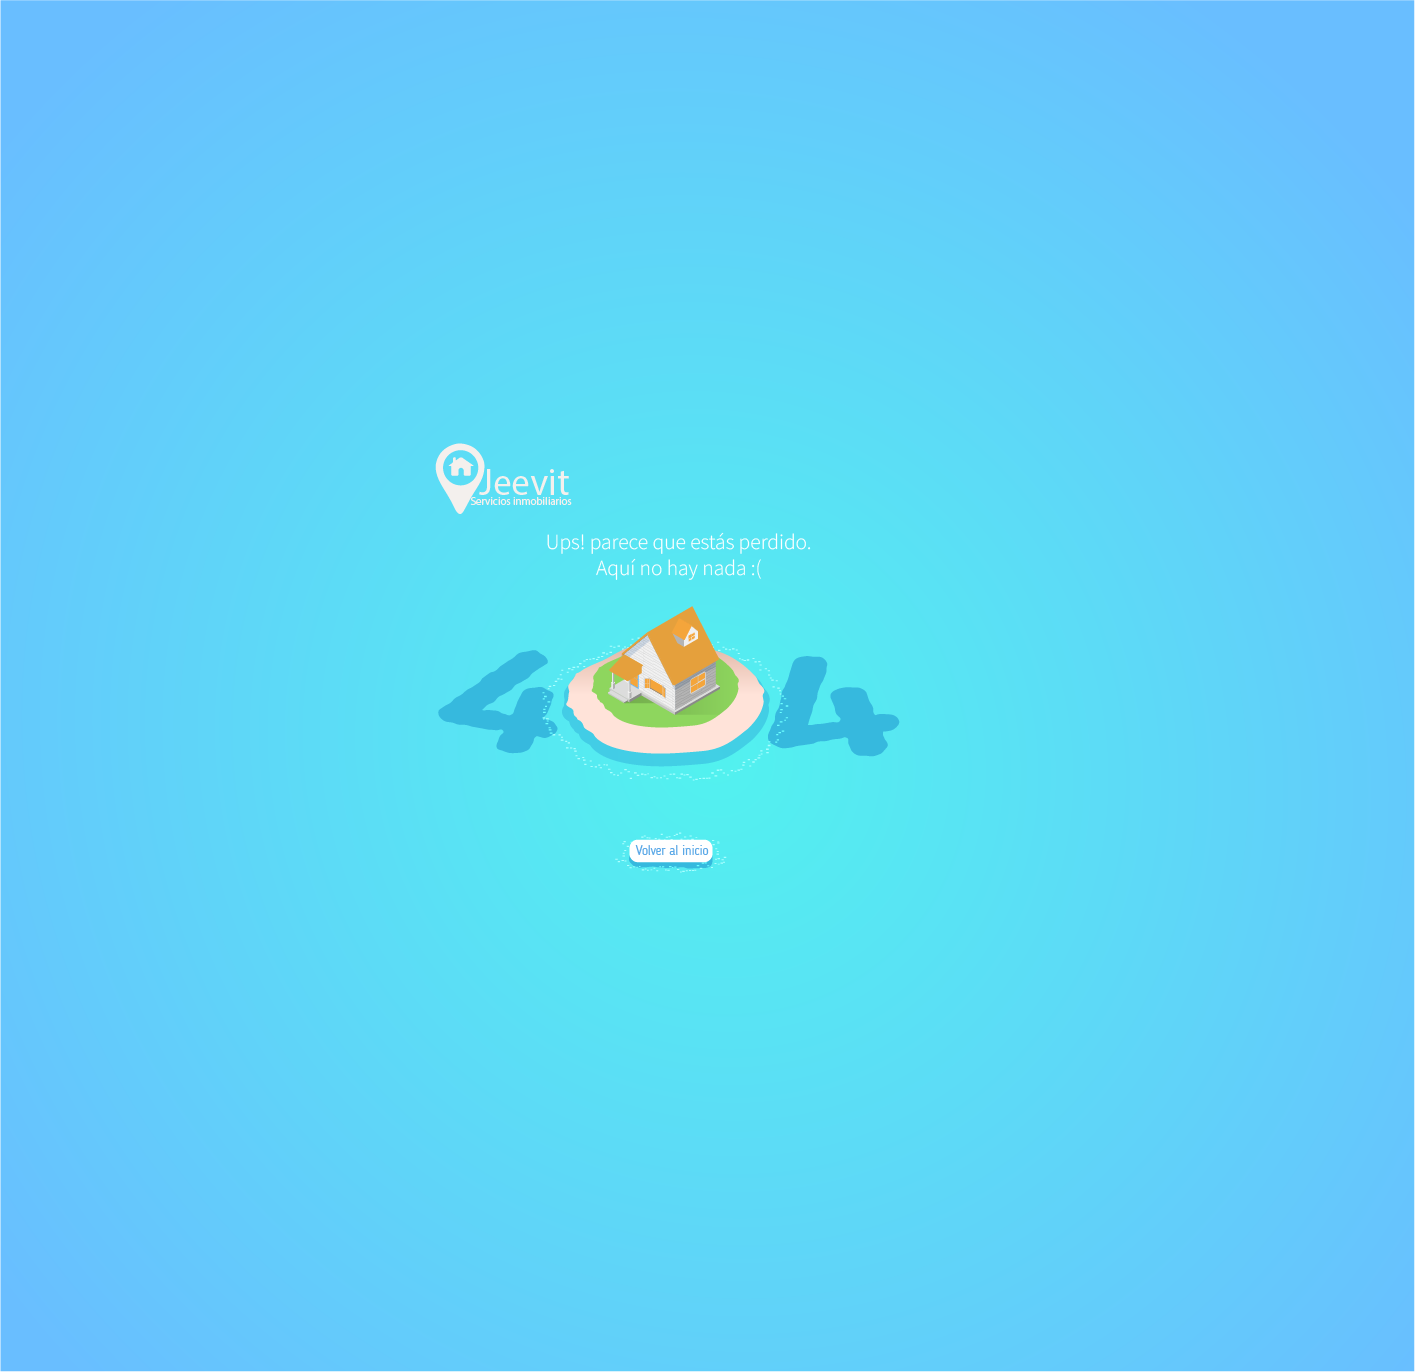 Jeevit
Servicios inmobiliarios
Ups! parece que estás perdido.
Aquí no hay nada :(
4 4
Volver al inicio